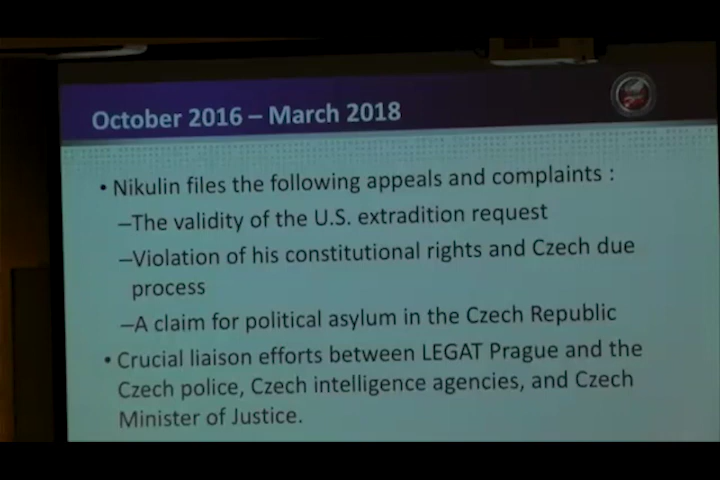 October 2016 – March 2018
• Nikulin files the following appeals and complaints :
–The validity of the U.S. extradition request
–Violation of his constitutional rights and Czech due
process
–A claim for political asylum in the Czech Republic
• Crucial liaison efforts between LEGAT Prague and the
Czech police, Czech intelligence agencies, and Czech
Minister of Justice.